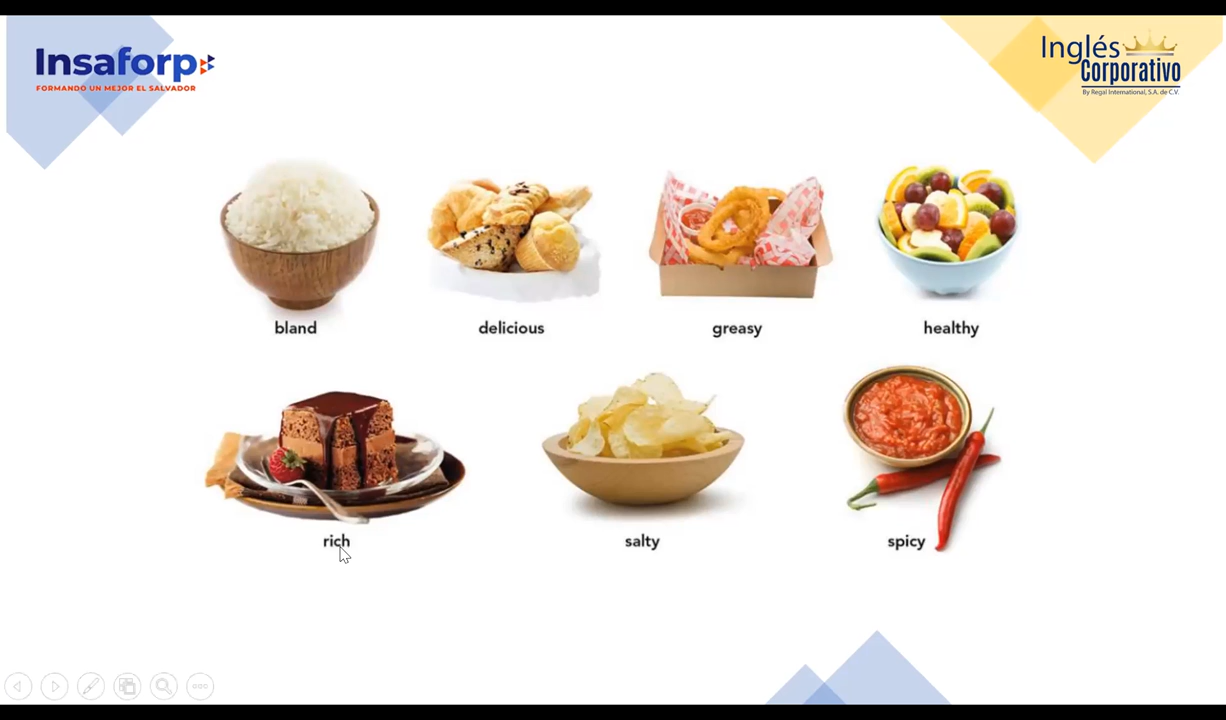 Insaforp
FORMANDO UN MEJOR EL SALVADOR
Inglés
Corporativo
By Regal International, S.A. de C.V.
bland
delicious
greasy
healthy
rich
salty
spicy